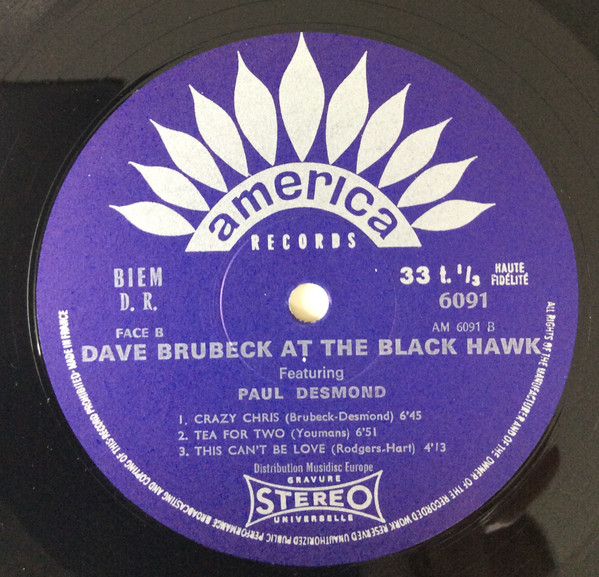 america
RECORDS
BIEM
D. R.
33 t. 1/3
HAUTE
FIDÉLITÉ
6091
FACE B
AM 6091 B
DAVE BRUBECK AT THE BLACK HAWK
Featuring
PAUL DESMOND
1. CRAZY CHRIS (Brubeck-Desmond) 6'45
2. TEA FOR TWO (Youmans) 6'51
3. THIS CAN'T BE LOVE (Rodgers-Hart) 4'13
Distribution Musidisc Europe
GRAVURE
STEREO
UNIVERSELLE
ALL RIGHTS OF THE MANUFACTURER AND OF THE OWNER OF THE RECORDED WORK RESERVED UNAUTHORIZED PUBLIC PERFORMANCE BROADCASTING AND COPYING OF THIS RECORD PROHIBITED - MADE IN FRANCE